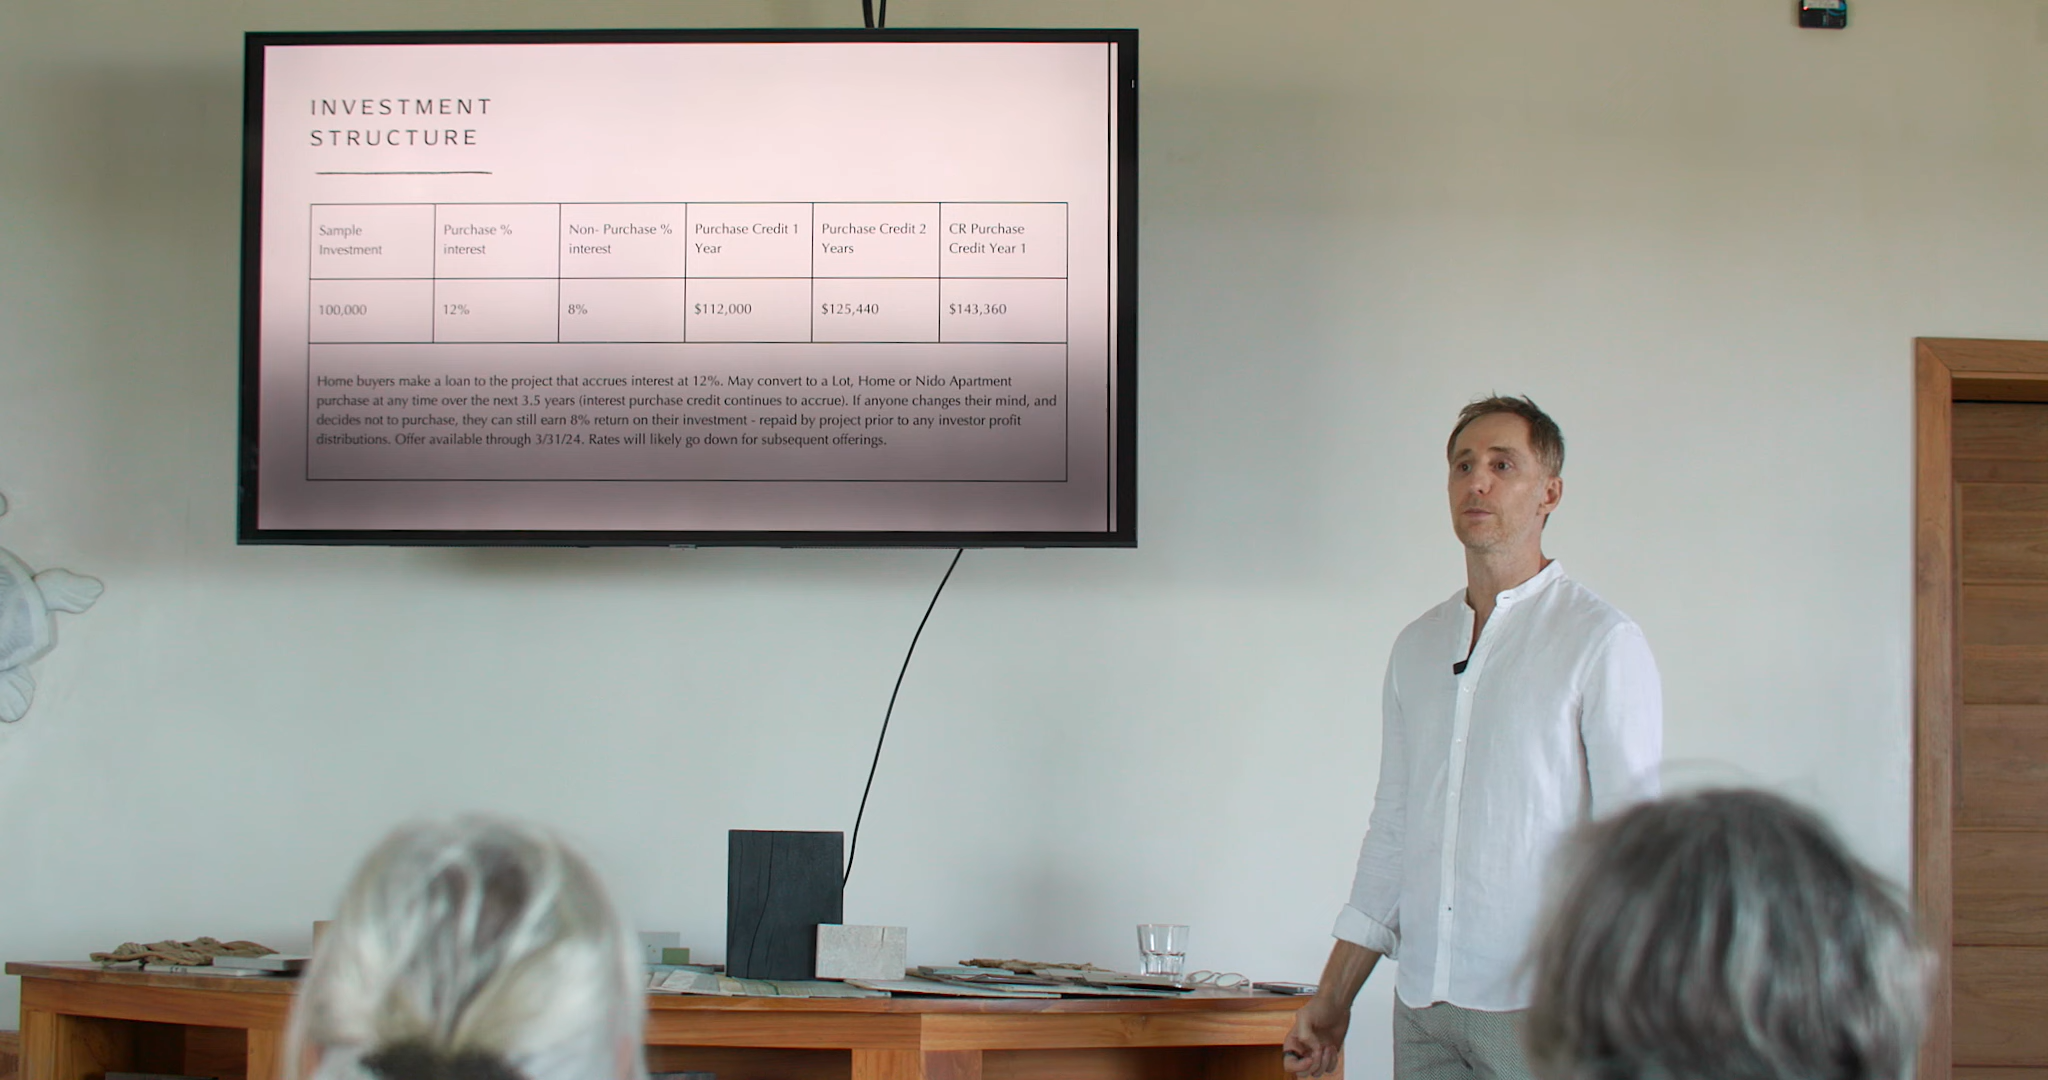 INVESTMENT
STRUCTURE
Sample
Investment
Purchase %
interest
Non- Purchase %
interest
Purchase Credit 1
Year
Purchase Credit 2
Years
CR Purchase
Credit Year 1
100,000
12%
8%
$112,000
$125,440
$143,360
Home buyers make a loan to the project that accrues interest at 12%. May convert to a Lot, Home or Nido Apartment
purchase at any time over the next 3.5 years (interest purchase credit continues to accrue). If anyone changes their mind, and
decides not to purchase, they can still earn 8% return on their investment - repaid by project prior to any investor profit
distributions. Offer available through 3/31/24. Rates will likely go down for subsequent offerings.